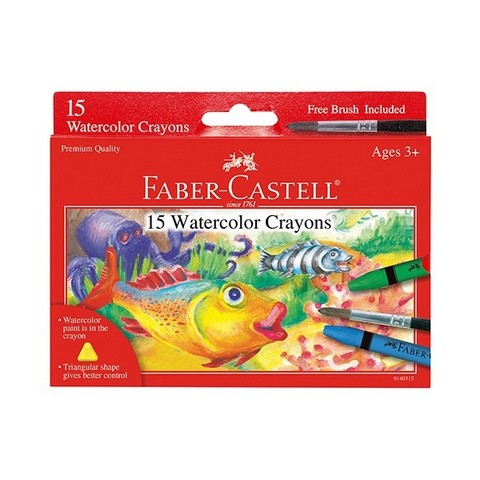 15
Watercolor Crayons
Free Brush Included
Premium Quality
Ages 3+
FABER-CASTELL®
since 1761
15 Watercolor Crayons
• Watercolor
paint is in the
crayon
• Triangular shape
gives better control
FABER-C
9140315